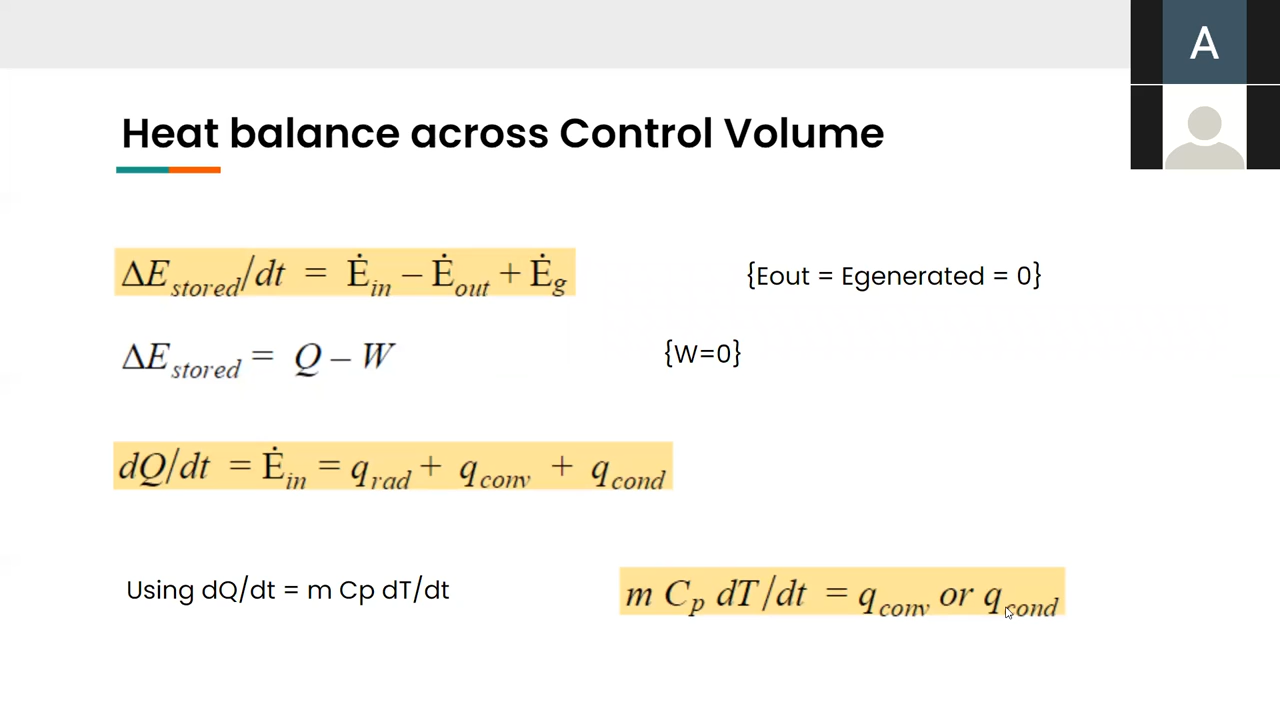 A
Heat balance across Control Volume
ΔE_stored/dt = Ė_in − Ė_out + Ė_g {Eout = Egenerated = 0}
ΔE_stored = Q − W {W=0}
dQ/dt = Ė_in = q_rad + q_conv + q_cond
Using dQ/dt = m Cp dT/dt m C_p dT/dt = q_conv or q_cond